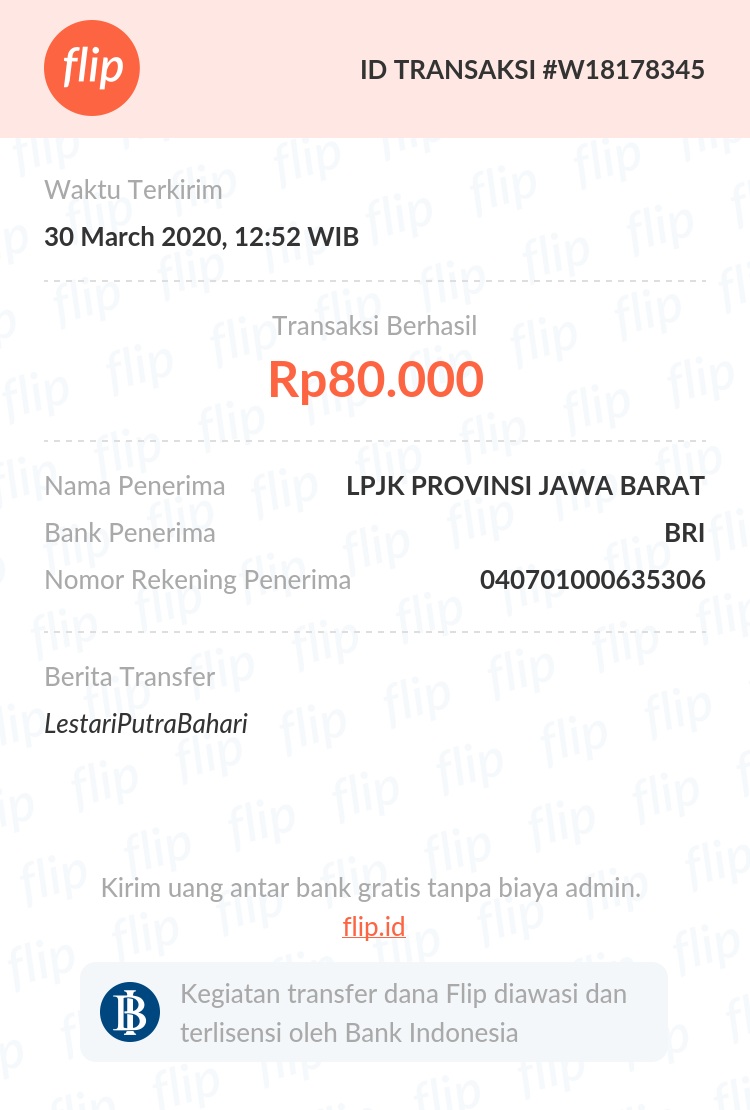 flip
ID TRANSAKSI #W18178345
Waktu Terkirim
30 March 2020, 12:52 WIB
Transaksi Berhasil
Rp80.000
Nama Penerima LPJK PROVINSI JAWA BARAT
Bank Penerima BRI
Nomor Rekening Penerima 040701000635306
Berita Transfer
LestariPutraBahari
Kirim uang antar bank gratis tanpa biaya admin.
flip.id
Kegiatan transfer dana Flip diawasi dan
terlisensi oleh Bank Indonesia